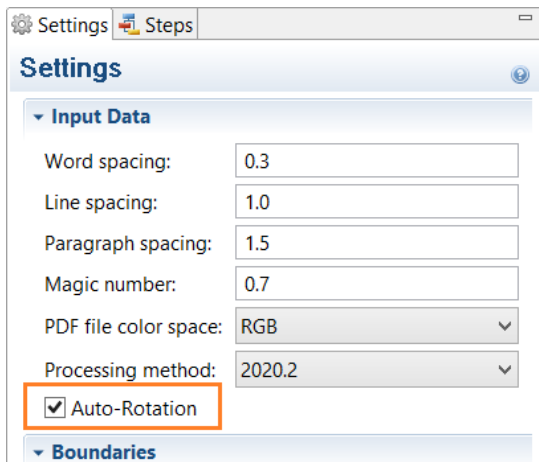 Settings Steps
Settings
Input Data
Word spacing: 0.3
Line spacing: 1.0
Paragraph spacing: 1.5
Magic number: 0.7
PDF file color space: RGB
Processing method: 2020.2
Auto-Rotation
Boundaries